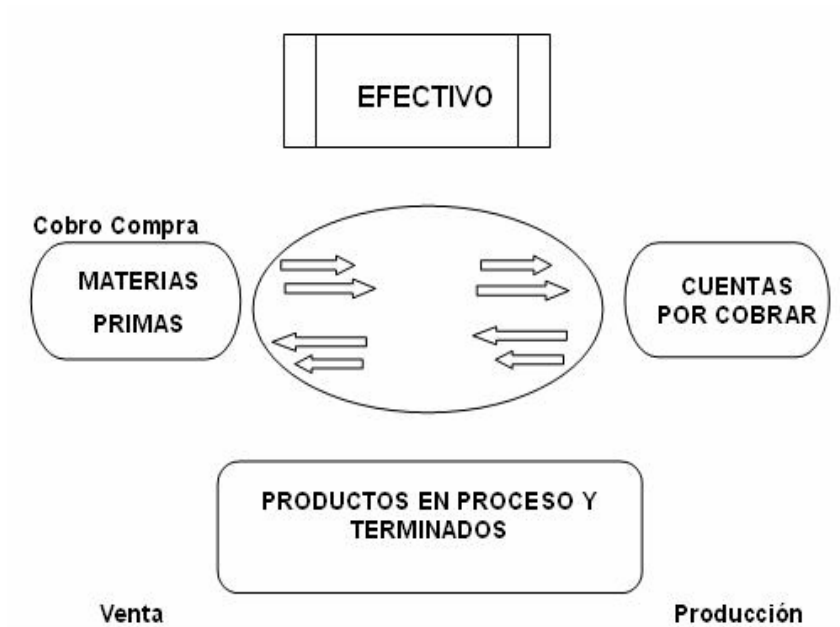 EFECTIVO
Cobro Compra
MATERIAS
PRIMAS
CUENTAS
POR COBRAR
PRODUCTOS EN PROCESO Y
TERMINADOS
Venta
Producción